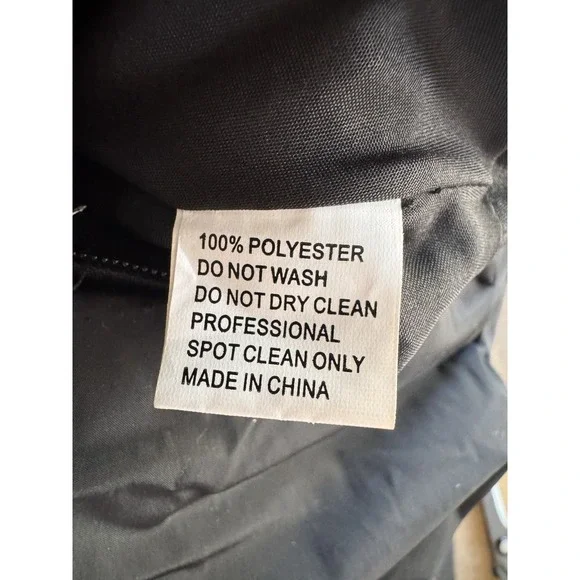 100% POLYESTER
DO NOT WASH
DO NOT DRY CLEAN
PROFESSIONAL
SPOT CLEAN ONLY
MADE IN CHINA